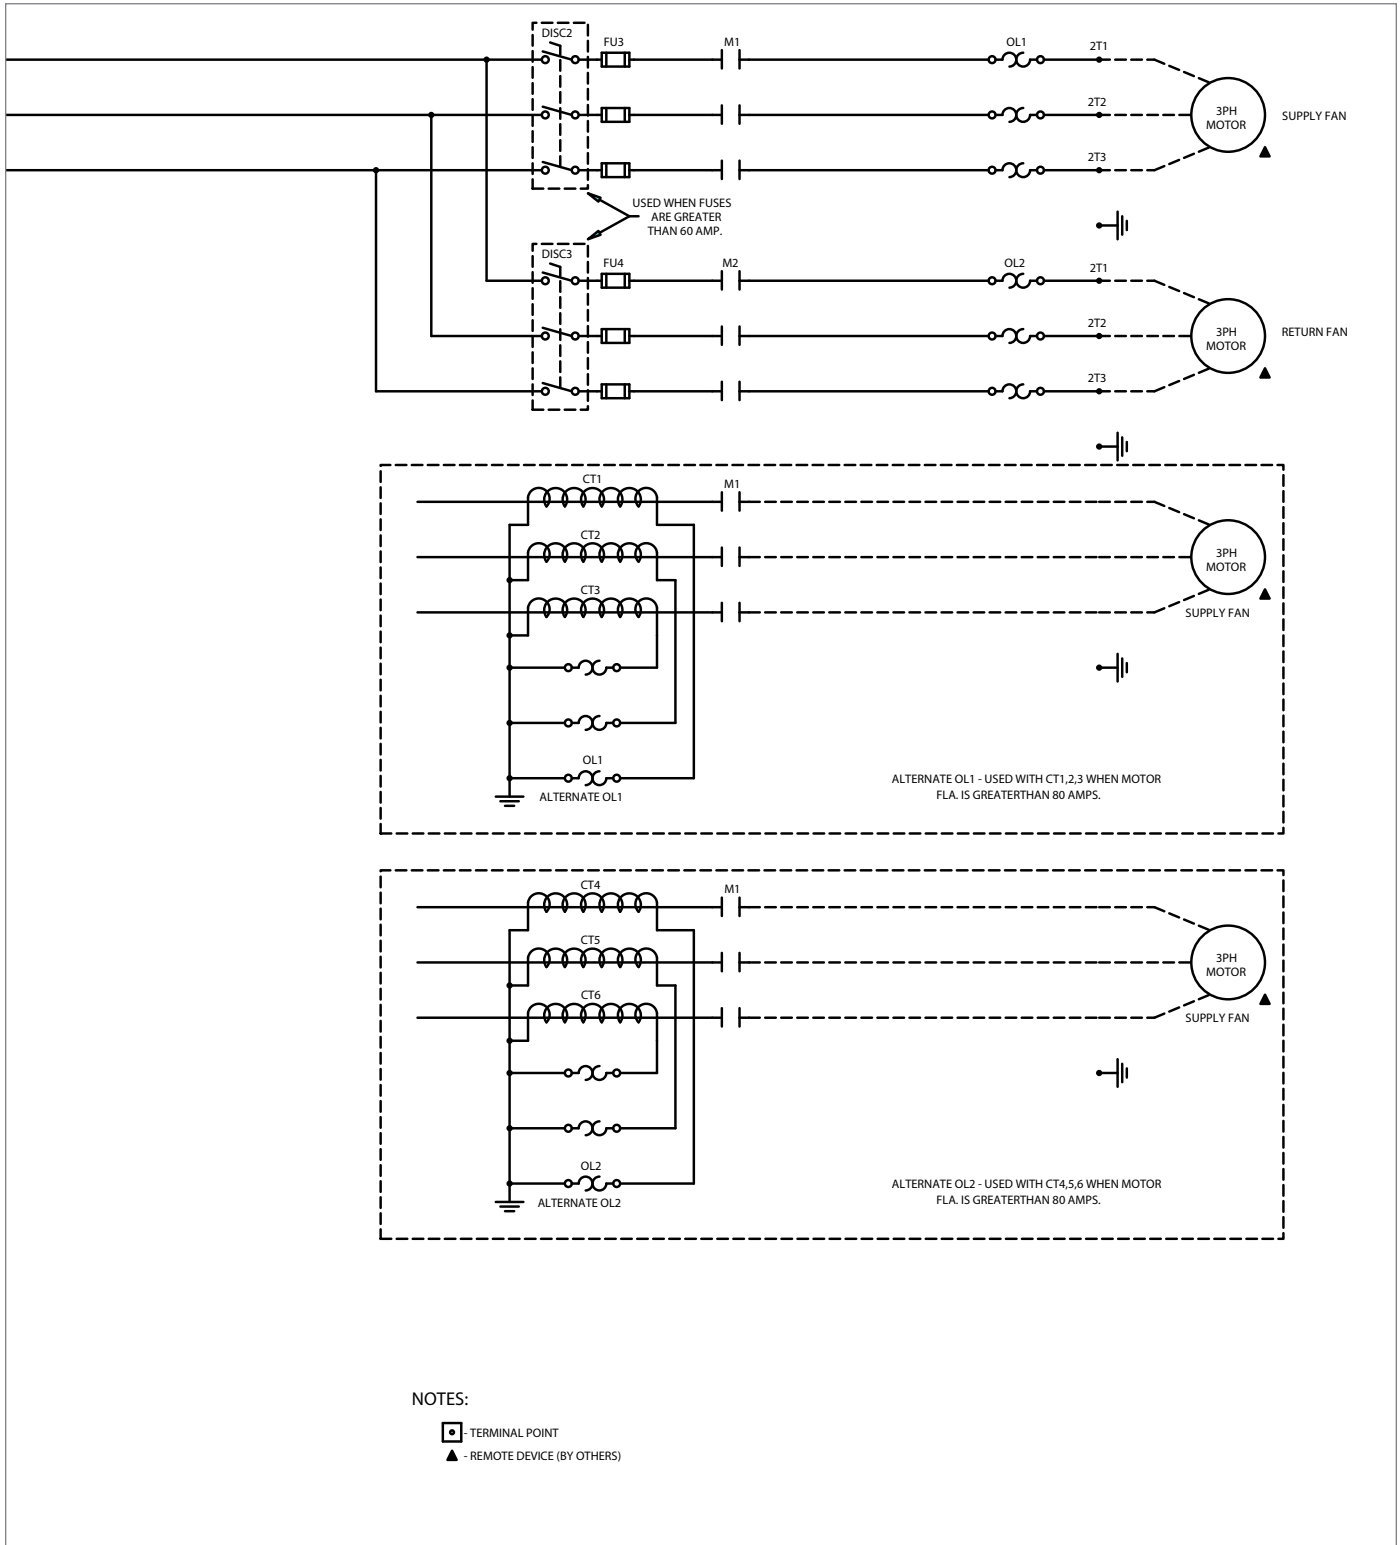 DISC2
FU3
M1
OL1
2T1
2T2
3PH
MOTOR
SUPPLY FAN
2T3
USED WHEN FUSES
ARE GREATER
THAN 60 AMP.
DISC3
FU4
M2
OL2
2T1
2T2
3PH
MOTOR
RETURN FAN
2T3
CT1
M1
CT2
3PH
MOTOR
CT3
SUPPLY FAN
OL1
ALTERNATE OL1
ALTERNATE OL1 - USED WITH CT1,2,3 WHEN MOTOR
FLA. IS GREATERTHAN 80 AMPS.
CT4
M1
CT5
3PH
MOTOR
CT6
SUPPLY FAN
OL2
ALTERNATE OL2
ALTERNATE OL2 - USED WITH CT4,5,6 WHEN MOTOR
FLA. IS GREATERTHAN 80 AMPS.
NOTES:
- TERMINAL POINT
- REMOTE DEVICE (BY OTHERS)